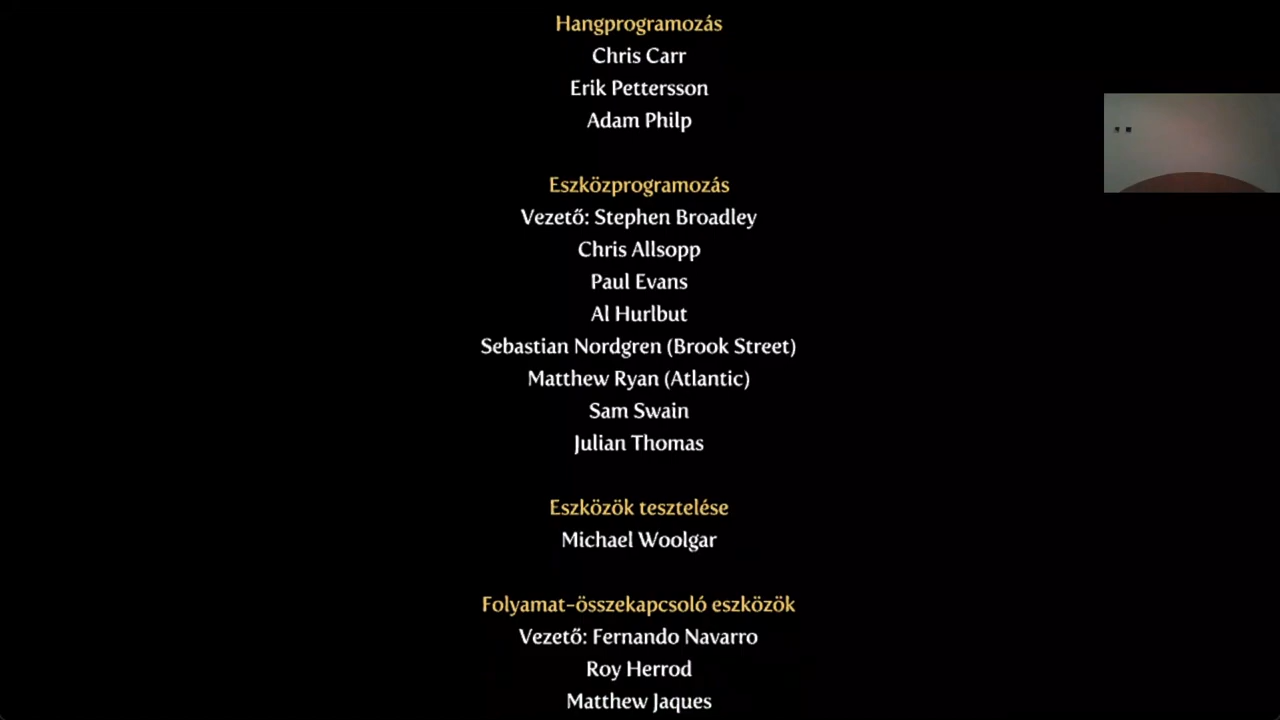 Hangprogramozás
Chris Carr
Erik Pettersson
Adam Philp
Eszközprogramozás
Vezető: Stephen Broadley
Chris Allsopp
Paul Evans
Al Hurlbut
Sebastian Nordgren (Brook Street)
Matthew Ryan (Atlantic)
Sam Swain
Julian Thomas
Eszközök tesztelése
Michael Woolgar
Folyamat-összekapcsoló eszközök
Vezető: Fernando Navarro
Roy Herrod
Matthew Jaques